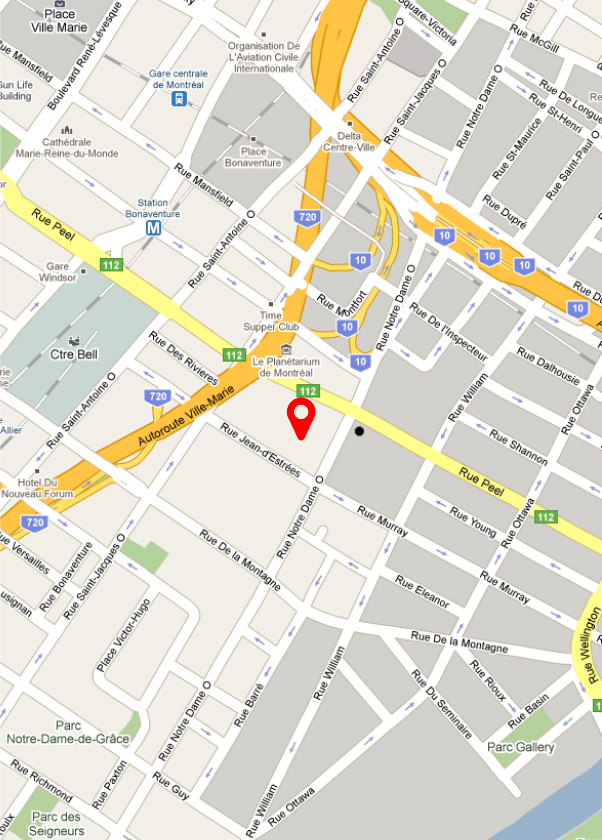 Place
Ville Marie
Boulevard René-Lévesque
Square-Victoria
Rue McGill
Organisation De
L'Aviation Civile
Internationale
Rue Saint-Antoine
Rue Mansfield
Gare centrale
de Montréal
Sun Life
Building
Rue Saint-Jacques O
Rue Notre Dame O
Rue De Longue
Rue St-Henri
Re
Cathédrale
Marie-Reine-du-Monde
Delta
Centre-Ville
Place
Bonaventure
Rue St-Maurice
Rue Saint-Paul
Rue Mansfield
Rue Dupré
Station
Bonaventure
M
Rue Peel
720
10
10
10
10
112
Gare
Windsor
Rue Saint-Antoine O
10
Rue Du
A
Rue Montfort
Rue Notre Dame O
Time
Supper Club
10
Rue De l'Inspecteur
Rue Des Rivieres
Ctre Bell
112
Le Planétarium
de Montréal
10
Rue Dalhousie
rie
se
Rue Saint-Antoine O
720
Autoroute Ville-Marie
112
Rue William
Rue Ottawa
e
Allier
Rue Jean-d'Estrées
Rue Shannon
Rue Peel
Hotel Du
Nouveau Forum
720
Rue Notre Dame O
Rue Murray
Rue Young
Rue Ottawa
112
Rue Versailles
Rue Bonaventure
Rue Saint-Jacques O
Rue De la Montagne
Rue Eleanor
Rue Murray
usignan
Place Victor-Hugo
Rue De la Montagne
Rue Wellington
Rue William
Rue Rioux
Rue Du Seminaire
Rue Barré
Rue Notre Dame O
Rue Basin
1
Parc
Notre-Dame-de-Grâce
Parc Gallery
Rue Richmond
Rue Paxton
Rue Guy
Rue William
Rue Ottawa
oulx
Parc des
Seigneurs